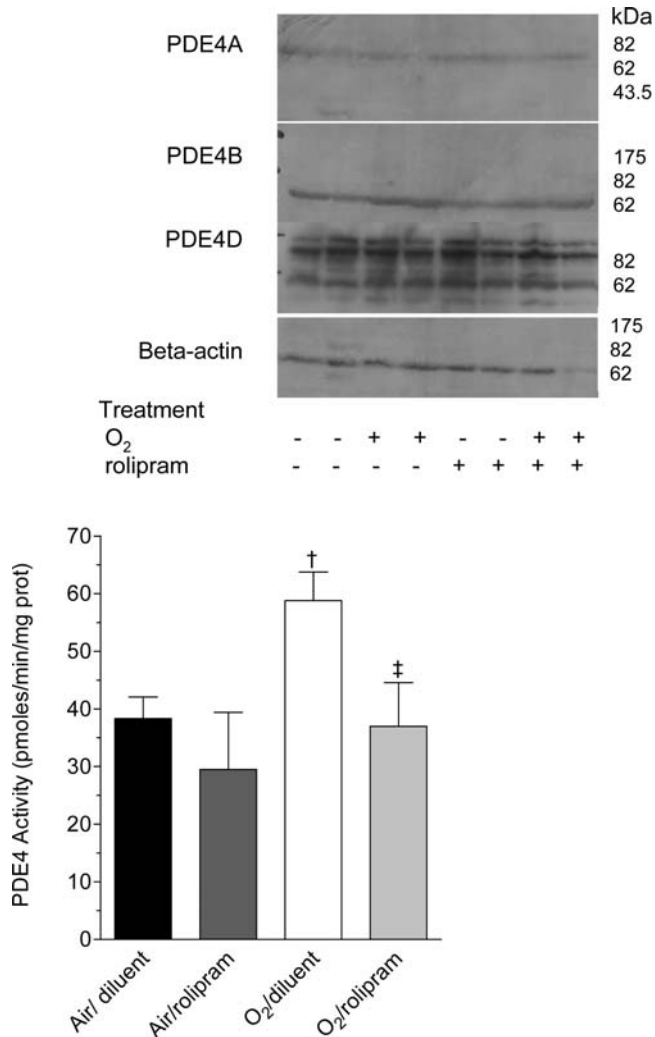 kDa
PDE4A
82
62
43.5
PDE4B
175
82
62
PDE4D
82
62
Beta-actin
175
82
62
Treatment
O₂ - - + + - - + +
rolipram - - - - + + + +
PDE4 Activity (pmoles/min/mg prot)
70
60
50
40
30
20
10
0
†
‡
Air/ diluent
Air/rolipram
O₂/diluent
O₂/rolipram